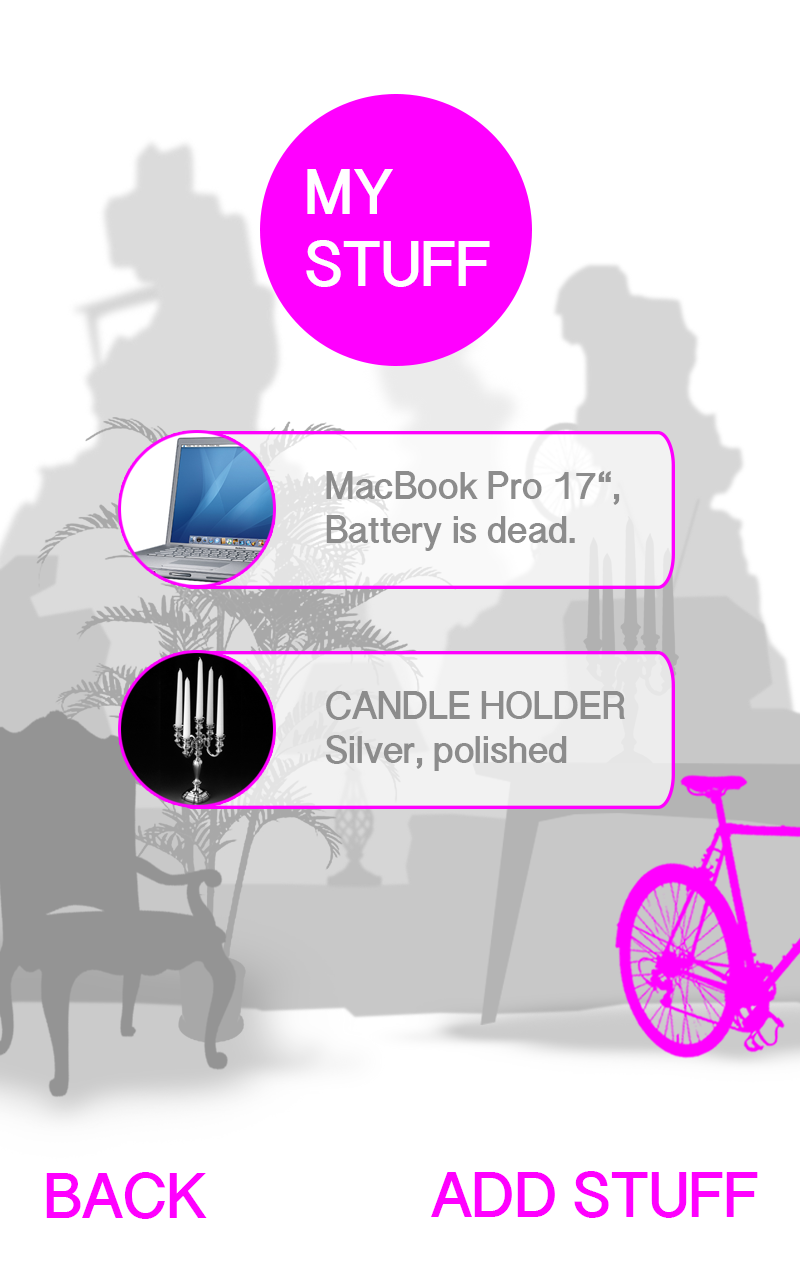 MY
STUFF
MacBook Pro 17“,
Battery is dead.
CANDLE HOLDER
Silver, polished
BACK
ADD STUFF